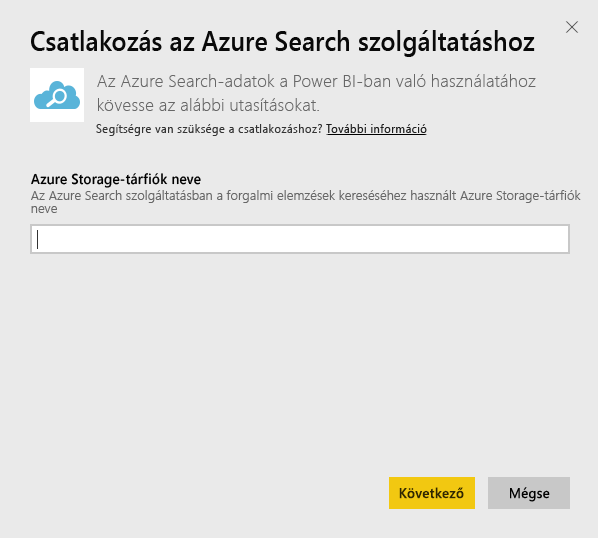 Csatlakozás az Azure Search szolgáltatáshoz
Az Azure Search-adatok a Power BI-ban való használatához
kövesse az alábbi utasításokat.
Segítségre van szüksége a csatlakozáshoz? További információ
Azure Storage-tárfiók neve
Az Azure Search szolgáltatásban a forgalmi elemzések kereséséhez használt Azure Storage-tárfiók
neve
Következő Mégse